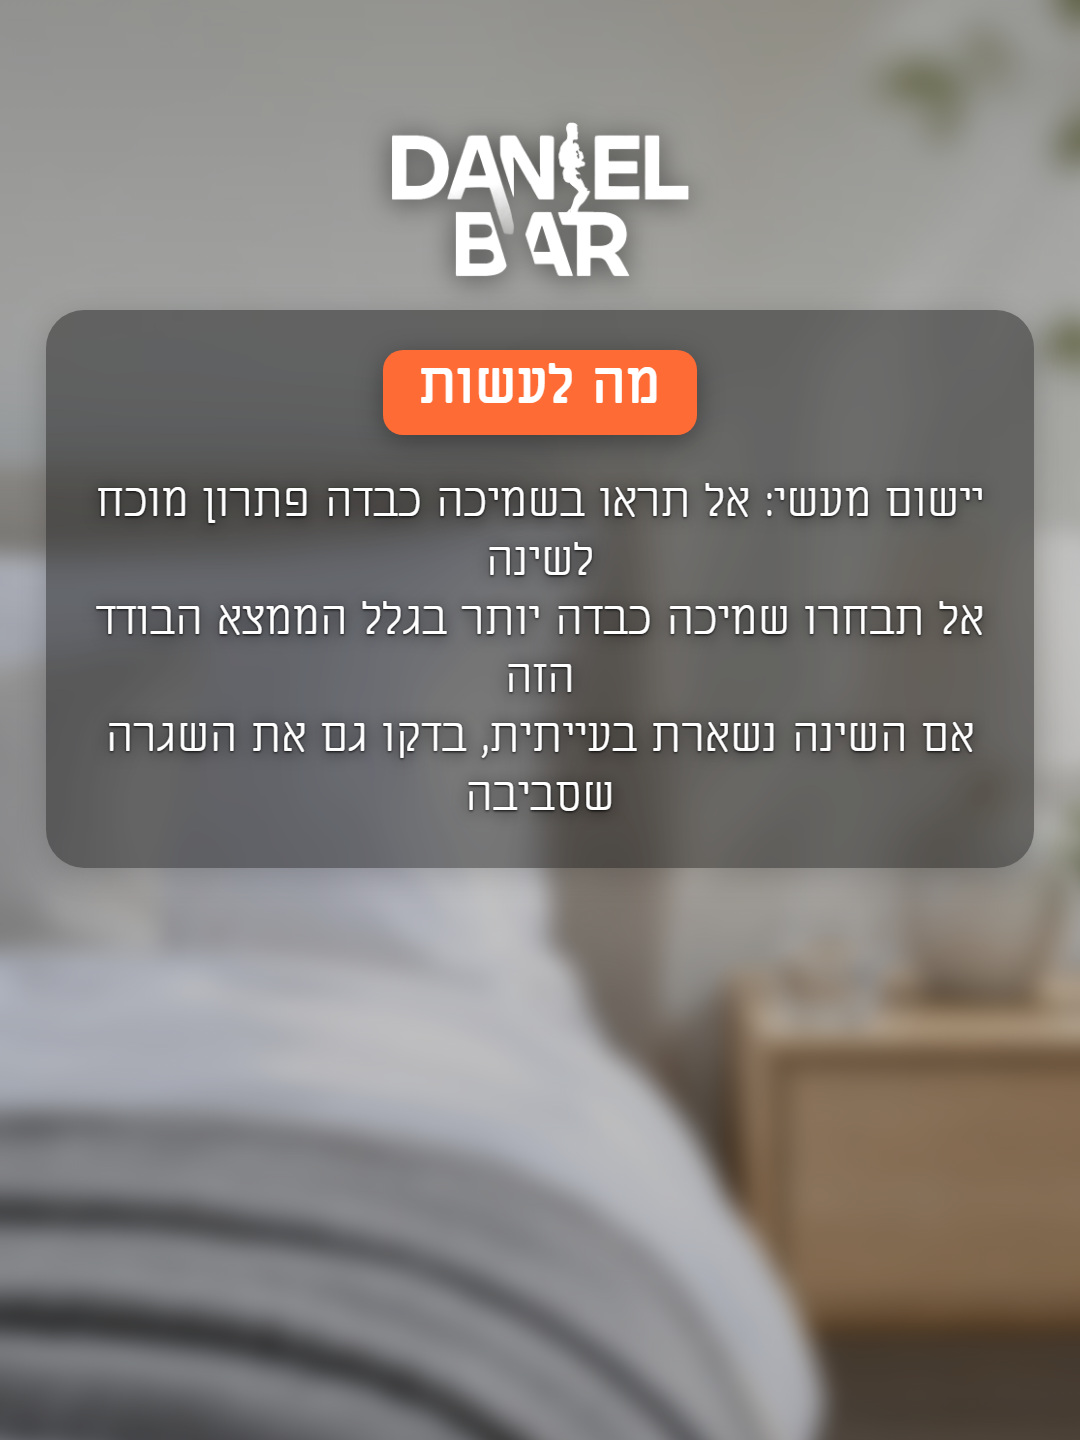 DANIEL
BAR
מה לעשות
יישום מעשי: אל תראו בשמיכה כבדה פתרון מוכח
לשינה
אל תבחרו שמיכה כבדה יותר בגלל הממצא הבודד
הזה
אם השינה נשארת בעייתית, בדקו גם את השגרה
שסביבה